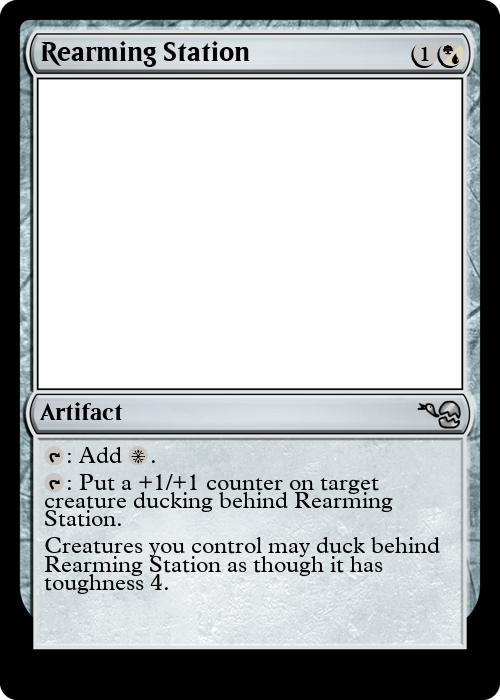 Rearming Station 1
Artifact
: Add .
: Put a +1/+1 counter on target
creature ducking behind Rearming
Station.
Creatures you control may duck behind
Rearming Station as though it has
toughness 4.